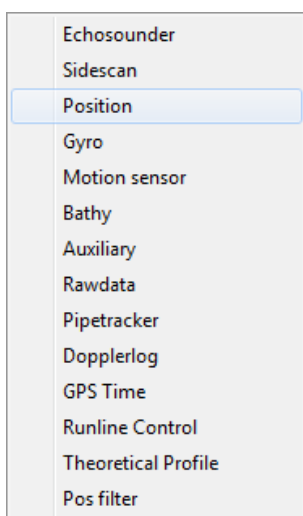 Echosounder
Sidescan
Position
Gyro
Motion sensor
Bathy
Auxiliary
Rawdata
Pipetracker
Dopplerlog
GPS Time
Runline Control
Theoretical Profile
Pos filter